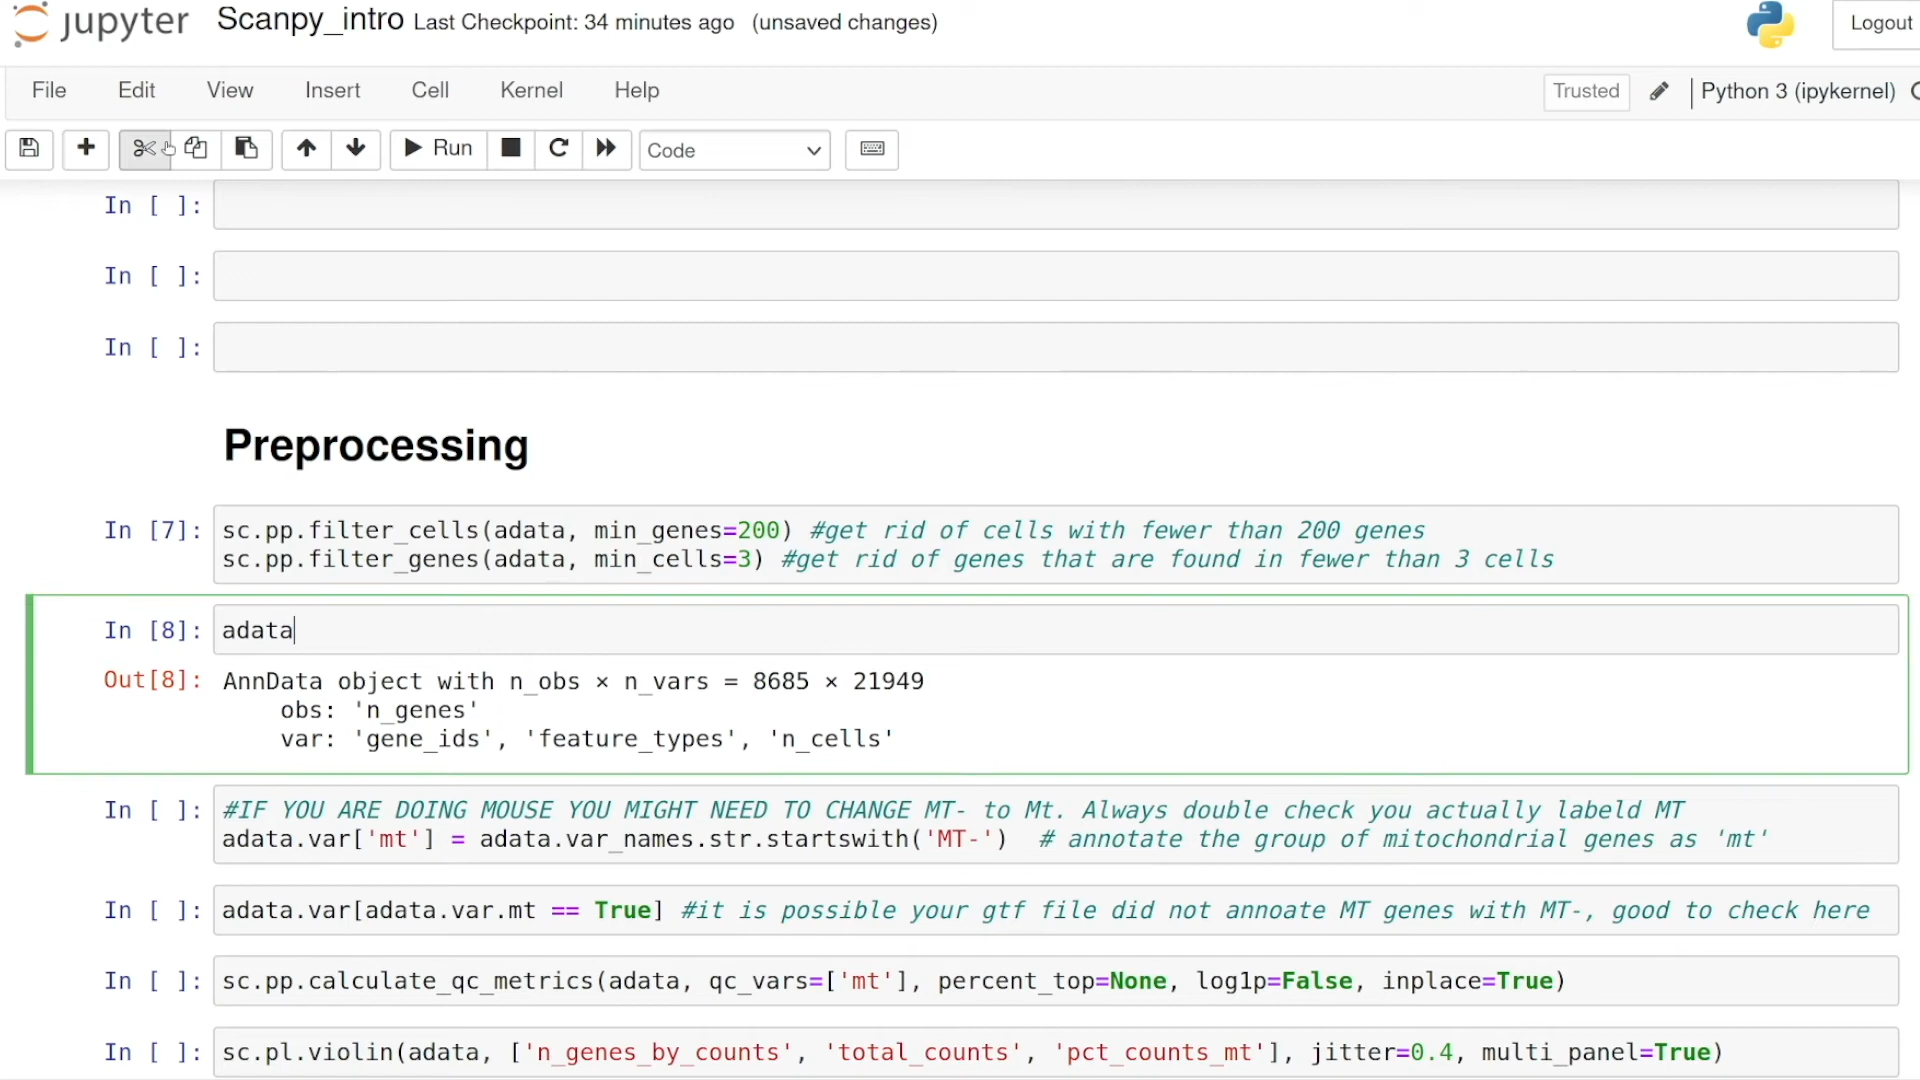 jupyter Scanpy_intro Last Checkpoint: 34 minutes ago (unsaved changes) Logout
File Edit View Insert Cell Kernel Help Trusted Python 3 (ipykernel)
Run Code
In [ ]:
In [ ]:
In [ ]:
Preprocessing
In [7]: sc.pp.filter_cells(adata, min_genes=200) #get rid of cells with fewer than 200 genes
sc.pp.filter_genes(adata, min_cells=3) #get rid of genes that are found in fewer than 3 cells
In [8]: adata
Out[8]: AnnData object with n_obs × n_vars = 8685 × 21949
obs: 'n_genes'
var: 'gene_ids', 'feature_types', 'n_cells'
In [ ]: #IF YOU ARE DOING MOUSE YOU MIGHT NEED TO CHANGE MT- to Mt. Always double check you actually labeld MT
adata.var['mt'] = adata.var_names.str.startswith('MT-')  # annotate the group of mitochondrial genes as 'mt'
In [ ]: adata.var[adata.var.mt == True] #it is possible your gtf file did not annoate MT genes with MT-, good to check here
In [ ]: sc.pp.calculate_qc_metrics(adata, qc_vars=['mt'], percent_top=None, log1p=False, inplace=True)
In [ ]: sc.pl.violin(adata, ['n_genes_by_counts', 'total_counts', 'pct_counts_mt'], jitter=0.4, multi_panel=True)